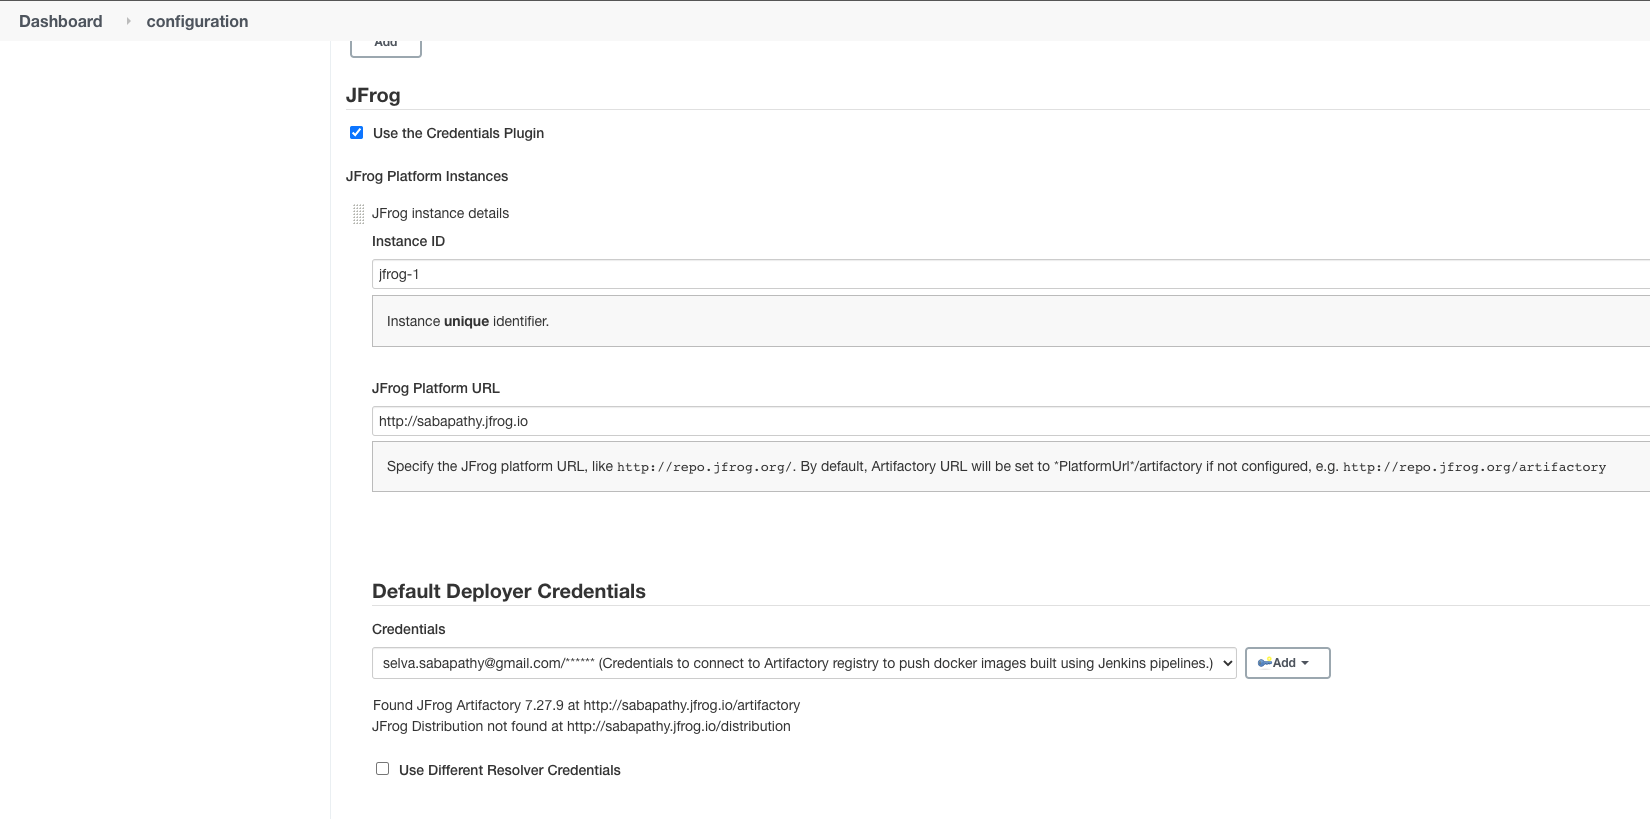 Dashboard configuration
Add
JFrog
Use the Credentials Plugin
JFrog Platform Instances
JFrog instance details
Instance ID
jfrog-1
Instance unique identifier.
JFrog Platform URL
http://sabapathy.jfrog.io
Specify the JFrog platform URL, like http://repo.jfrog.org/. By default, Artifactory URL will be set to *PlatformUrl*/artifactory if not configured, e.g. http://repo.jfrog.org/artifactory
Default Deployer Credentials
Credentials
selva.sabapathy@gmail.com/****** (Credentials to connect to Artifactory registry to push docker images built using Jenkins pipelines.) Add
Found JFrog Artifactory 7.27.9 at http://sabapathy.jfrog.io/artifactory
JFrog Distribution not found at http://sabapathy.jfrog.io/distribution
Use Different Resolver Credentials